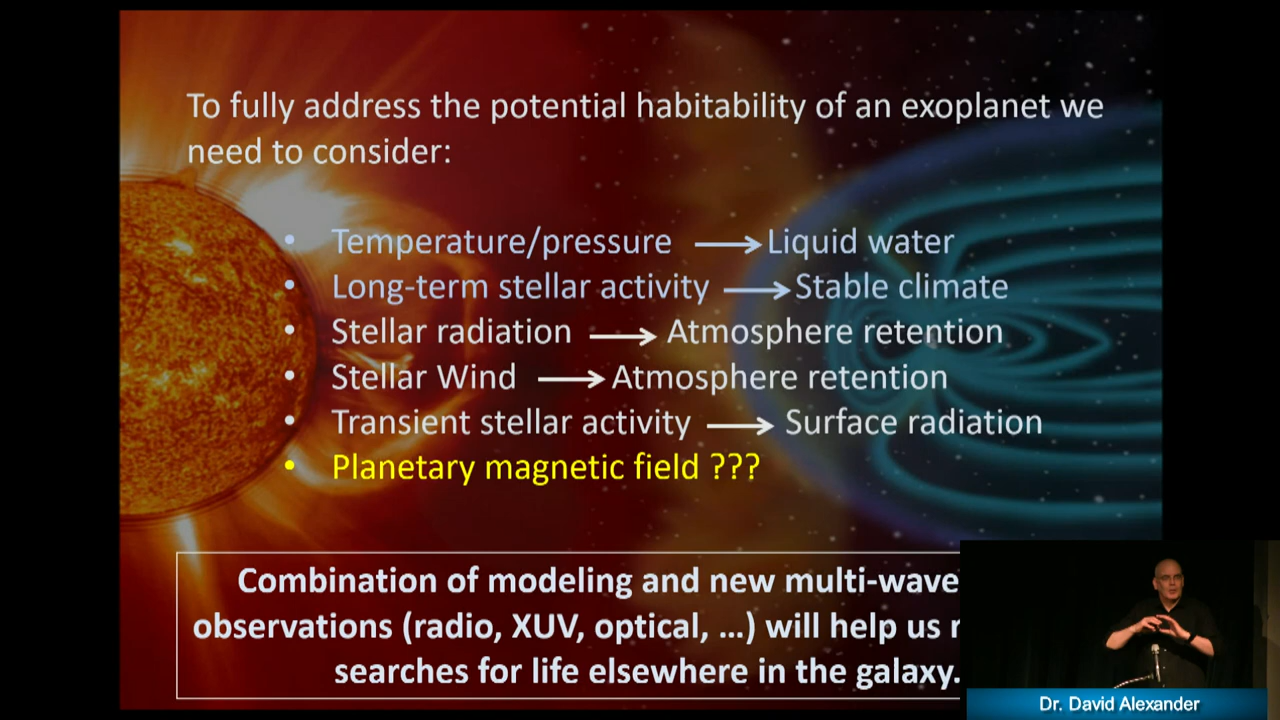 To fully address the potential habitability of an exoplanet we
need to consider:
• Temperature/pressure ⟶ Liquid water
• Long-term stellar activity ⟶ Stable climate
• Stellar radiation ⟶ Atmosphere retention
• Stellar Wind ⟶ Atmosphere retention
• Transient stellar activity ⟶ Surface radiation
• Planetary magnetic field ???
Combination of modeling and new
observations (radio, XUV, optical, …) will help us
searches for life elsewhere in the galaxy.
Dr. David Alexander